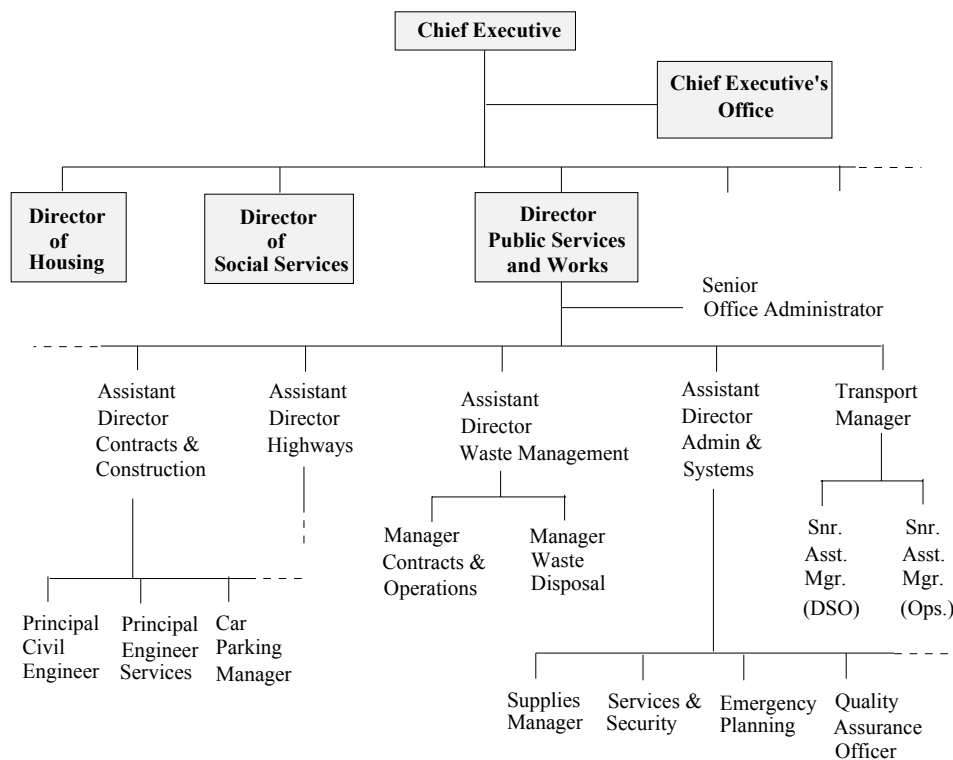 Chief Executive
Chief Executive's
Office
Director
of
Housing
Director
of
Social Services
Director
Public Services
and Works
Senior
Office Administrator
Assistant
Director
Contracts &
Construction
Assistant
Director
Highways
Assistant
Director
Waste Management
Assistant
Director
Admin &
Systems
Transport
Manager
Manager
Contracts &
Operations
Manager
Waste
Disposal
Snr.
Asst.
Mgr.
(DSO)
Snr.
Asst.
Mgr.
(Ops.)
Principal
Civil
Engineer
Principal
Engineer
Services
Car
Parking
Manager
Supplies
Manager
Services &
Security
Emergency
Planning
Quality
Assurance
Officer